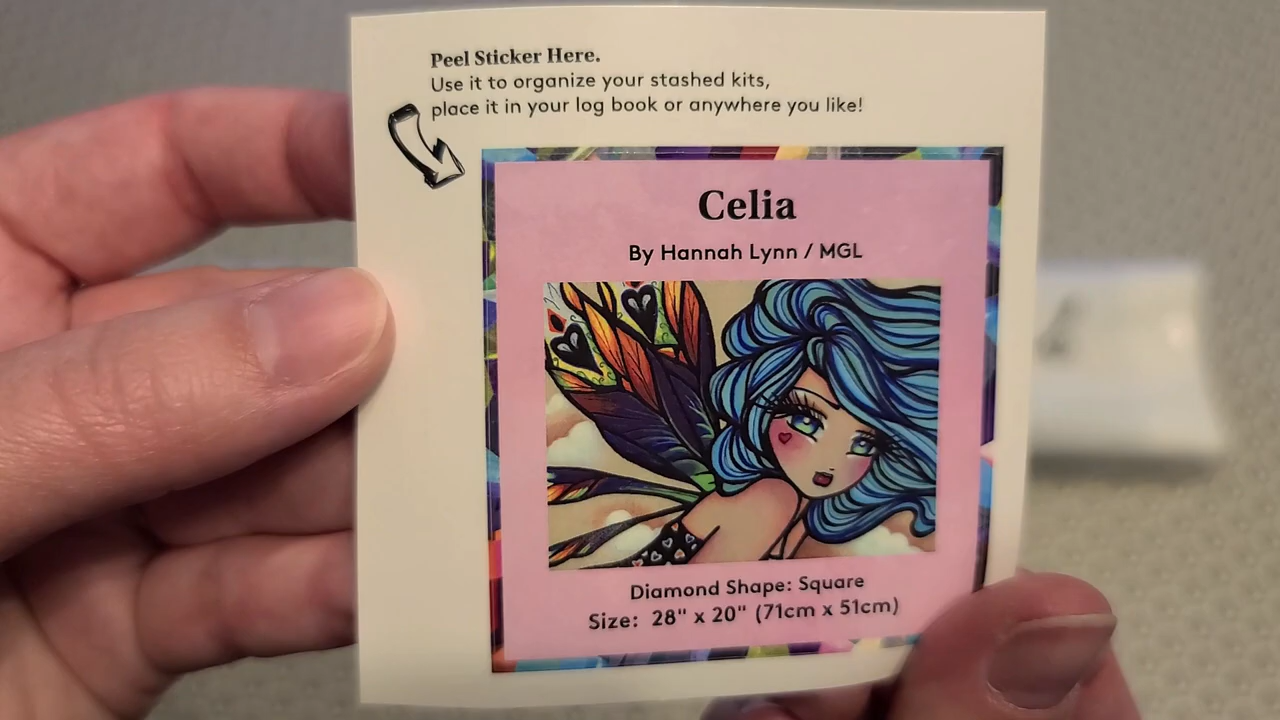 Peel Sticker Here.
Use it to organize your stashed kits,
place it in your log book or anywhere you like!
Celia
By Hannah Lynn / MGL
Diamond Shape: Square
Size: 28" x 20" (71cm x 51cm)